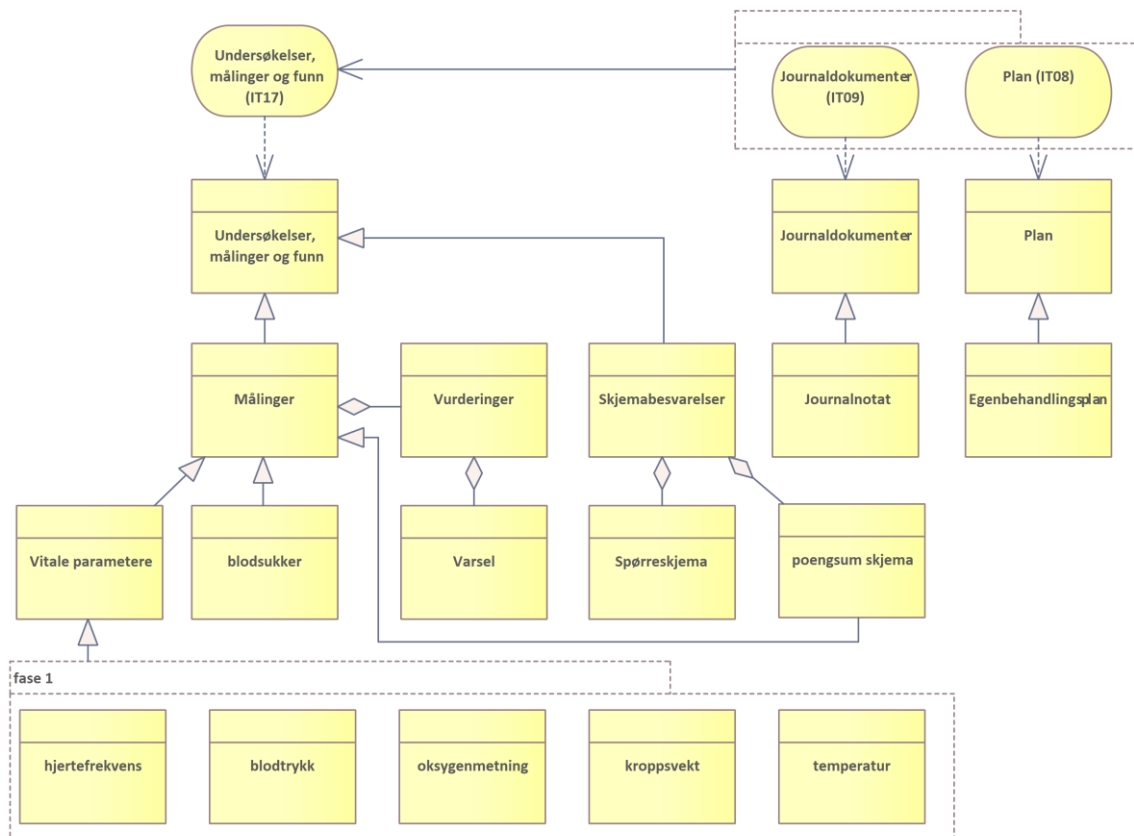 Undersøkelser,
målinger og funn
(IT17)
Journaldokumenter
(IT09)
Plan (IT08)
Undersøkelser,
målinger og funn
Journaldokumenter
Plan
Målinger
Vurderinger
Skjemabesvarelser
Journalnotat
Egenbehandlingsplan
Vitale parametere
blodsukker
Varsel
Spørreskjema
poengsum skjema
fase 1
hjertefrekvens
blodtrykk
oksygenmetning
kroppsvekt
temperatur